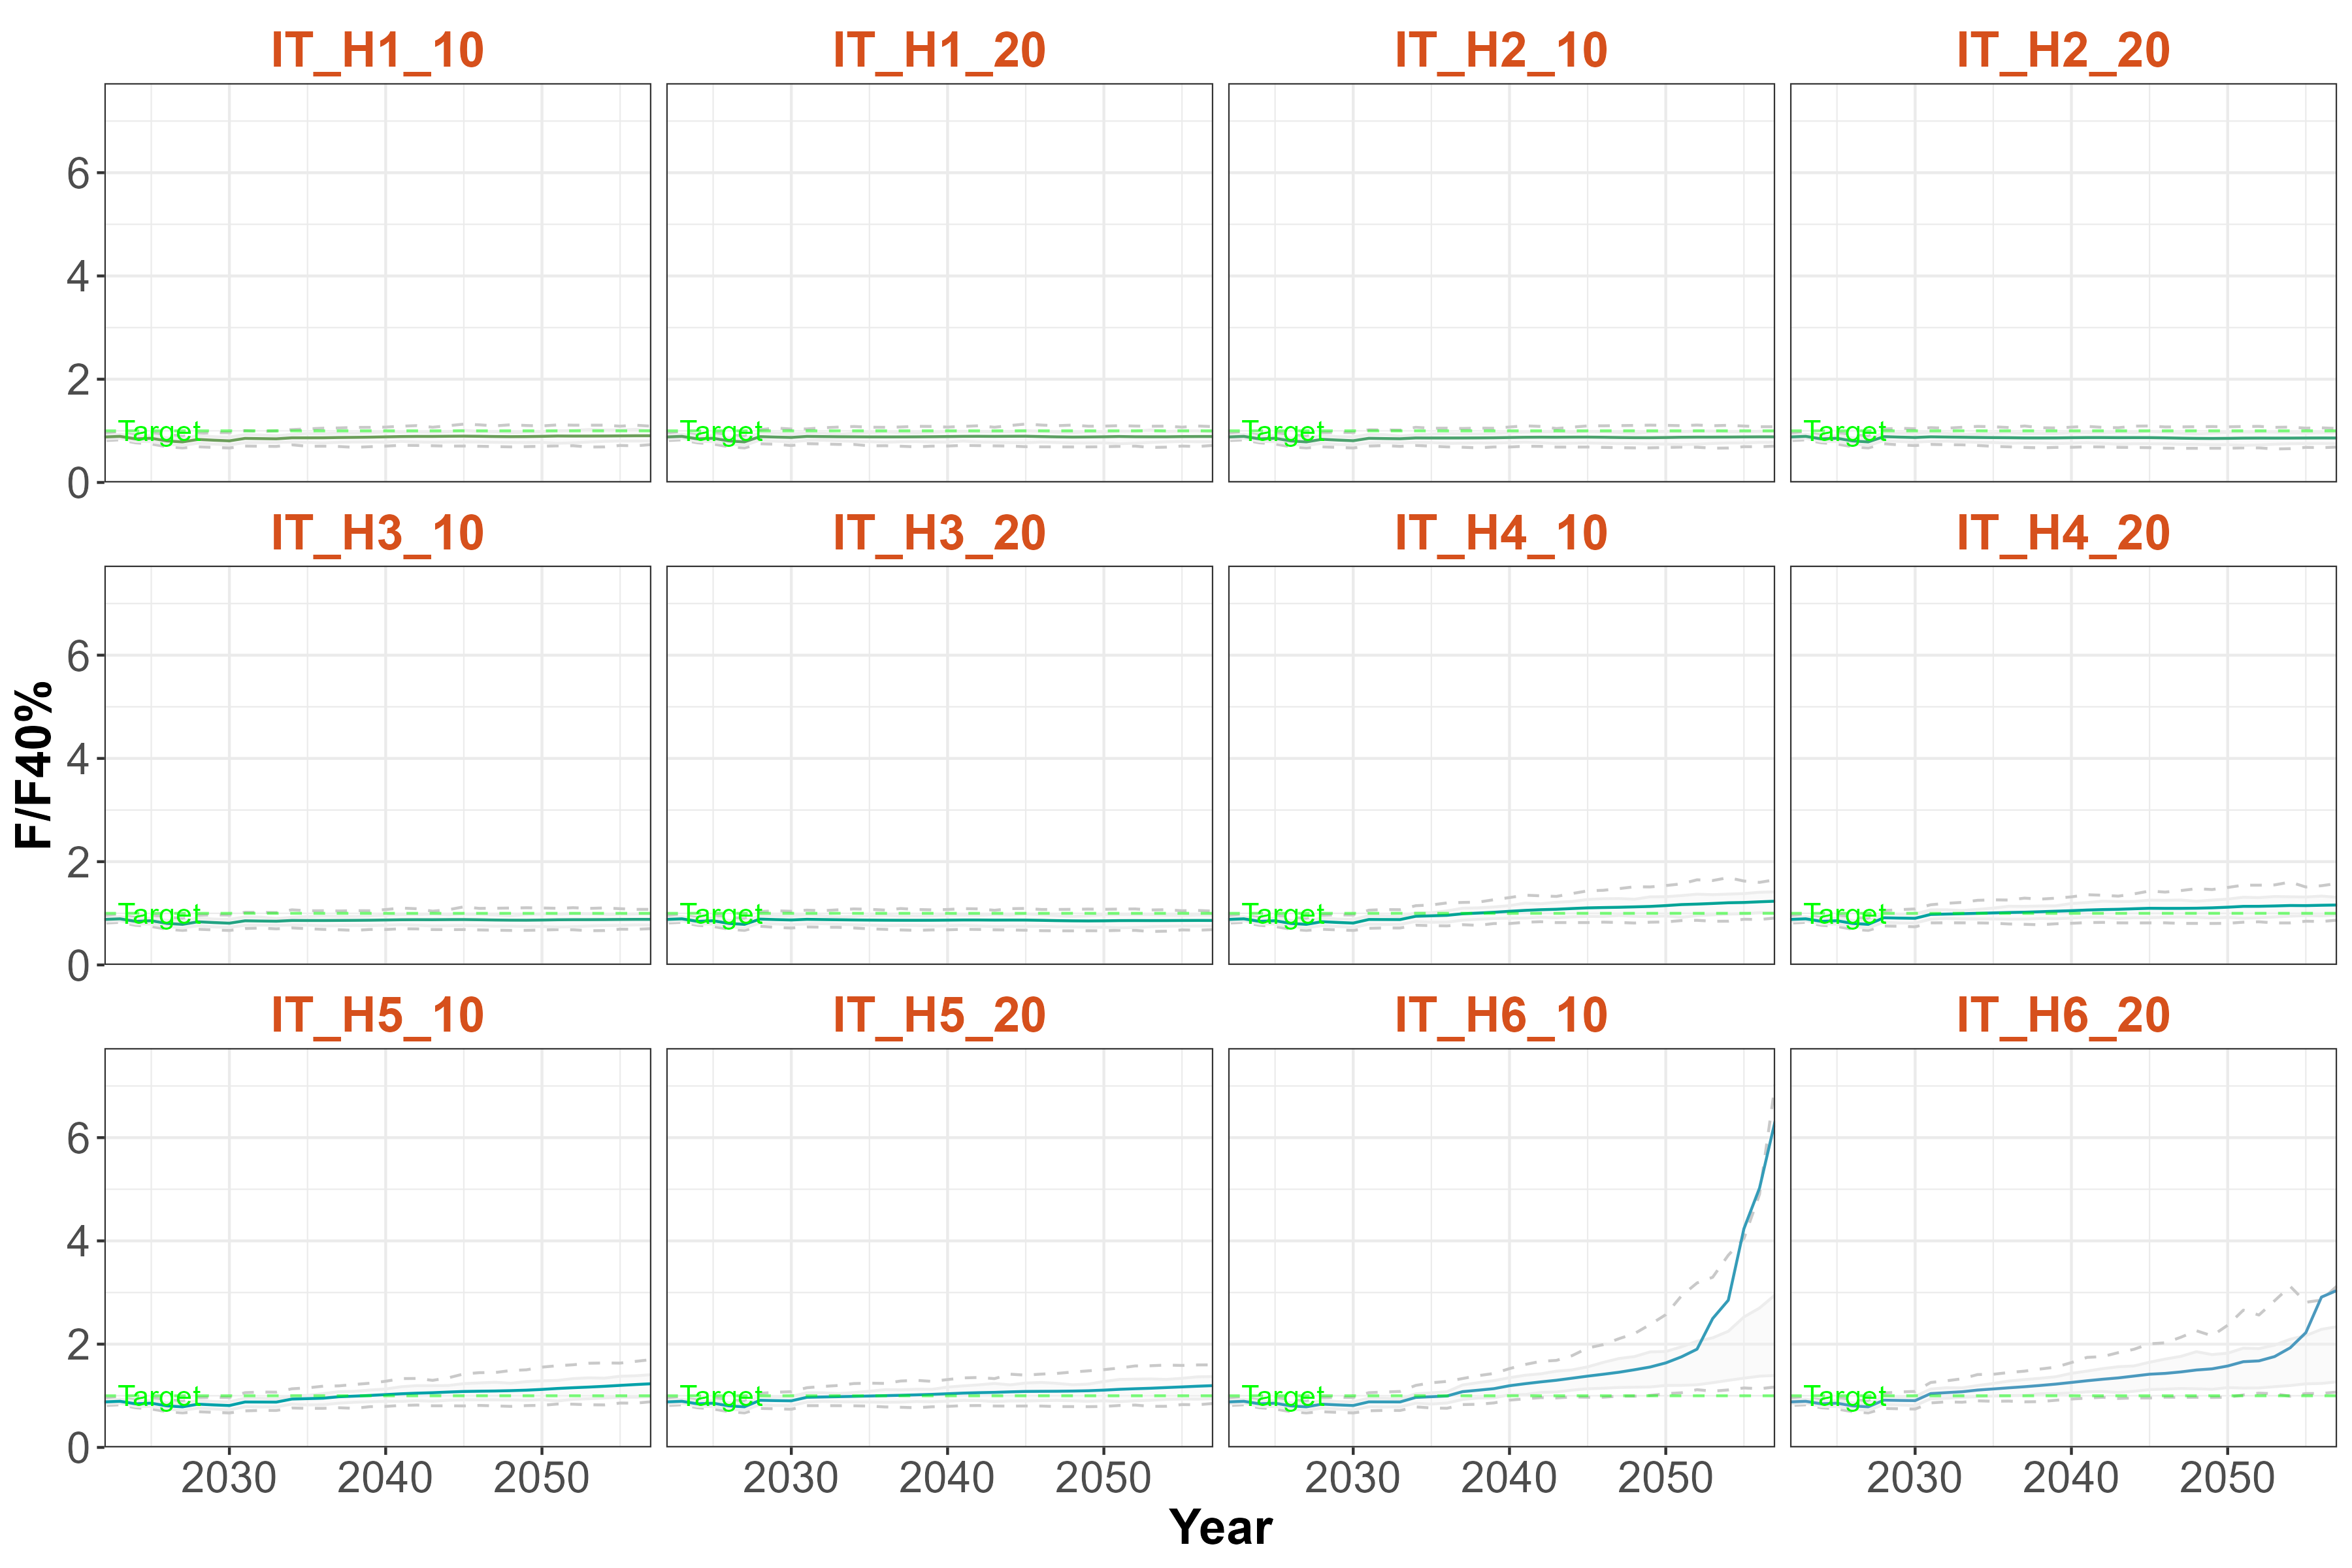 IT_H1_10 IT_H1_20 IT_H2_10 IT_H2_20
6
4
2
0
Target Target Target Target
IT_H3_10 IT_H3_20 IT_H4_10 IT_H4_20
6
4
2
0
Target Target Target Target
F/F40%
IT_H5_10 IT_H5_20 IT_H6_10 IT_H6_20
6
4
2
0
Target Target Target Target
2030 2040 2050 2030 2040 2050 2030 2040 2050 2030 2040 2050
Year